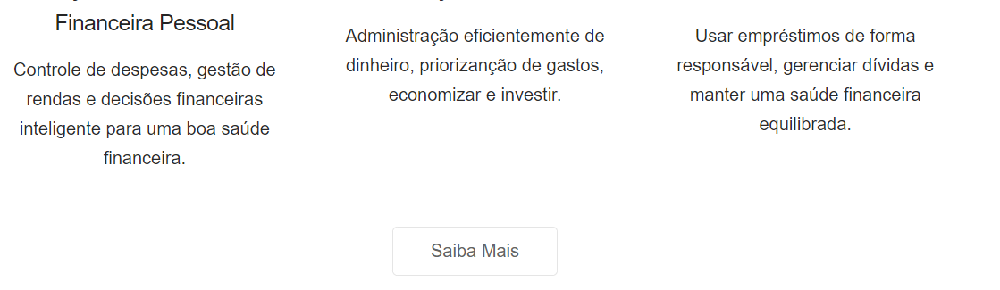 Financeira Pessoal
Controle de despesas, gestão de
rendas e decisões financeiras
inteligente para uma boa saúde
financeira.
Administração eficientemente de
dinheiro, priorizanção de gastos,
economizar e investir.
Usar empréstimos de forma
responsável, gerenciar dívidas e
manter uma saúde financeira
equilibrada.
Saiba Mais